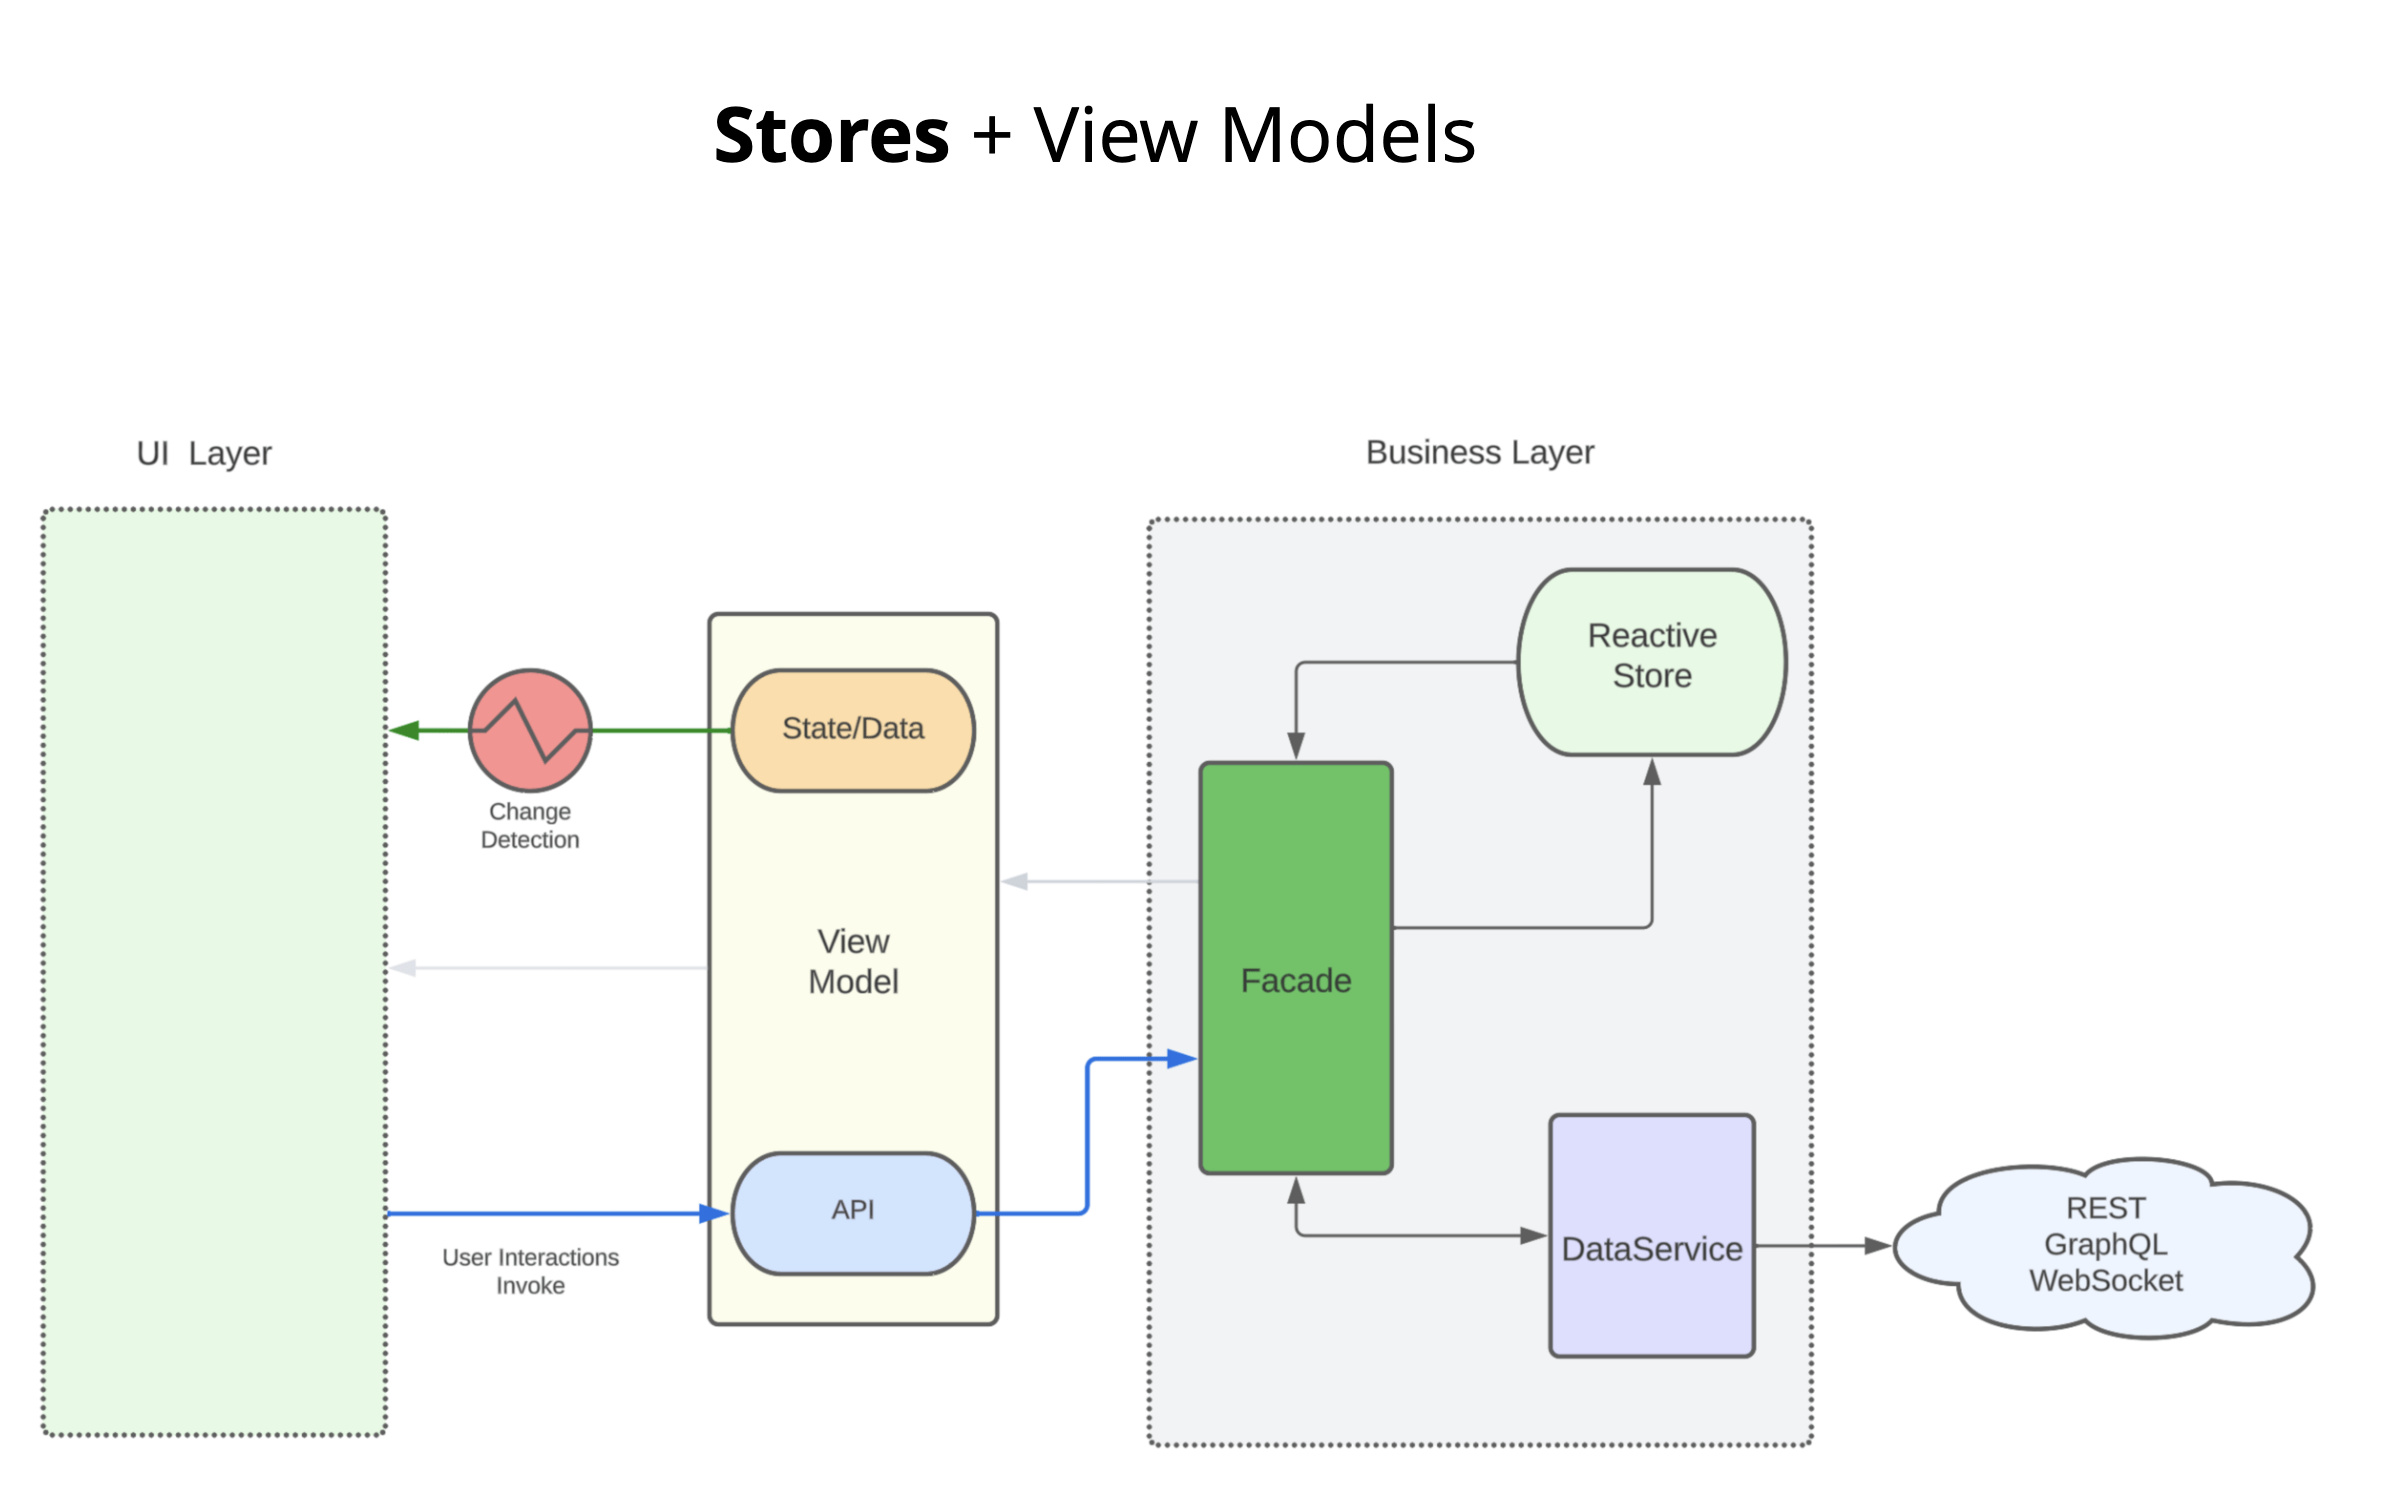 Stores + View Models
UI Layer
Business Layer
Reactive
Store
State/Data
Change
Detection
View
Model
Facade
API
User Interactions
Invoke
DataService
REST
GraphQL
WebSocket